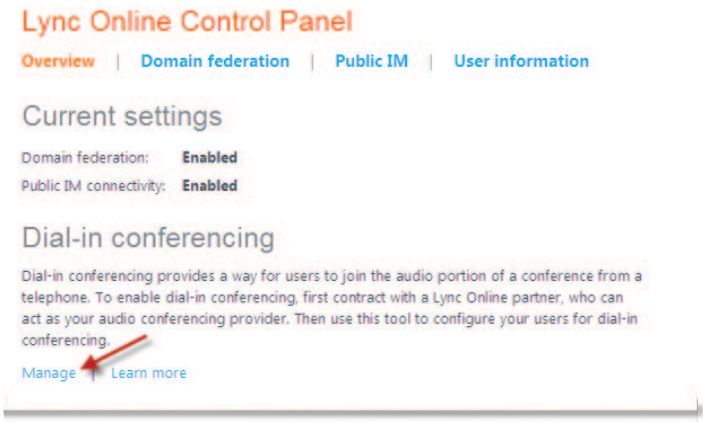 Lync Online Control Panel
Overview | Domain federation | Public IM | User information
Current settings
Domain federation: Enabled
Public IM connectivity: Enabled
Dial-in conferencing
Dial-in conferencing provides a way for users to join the audio portion of a conference from a
telephone. To enable dial-in conferencing, first contract with a Lync Online partner, who can
act as your audio conferencing provider. Then use this tool to configure your users for dial-in
conferencing.
Manage | Learn more